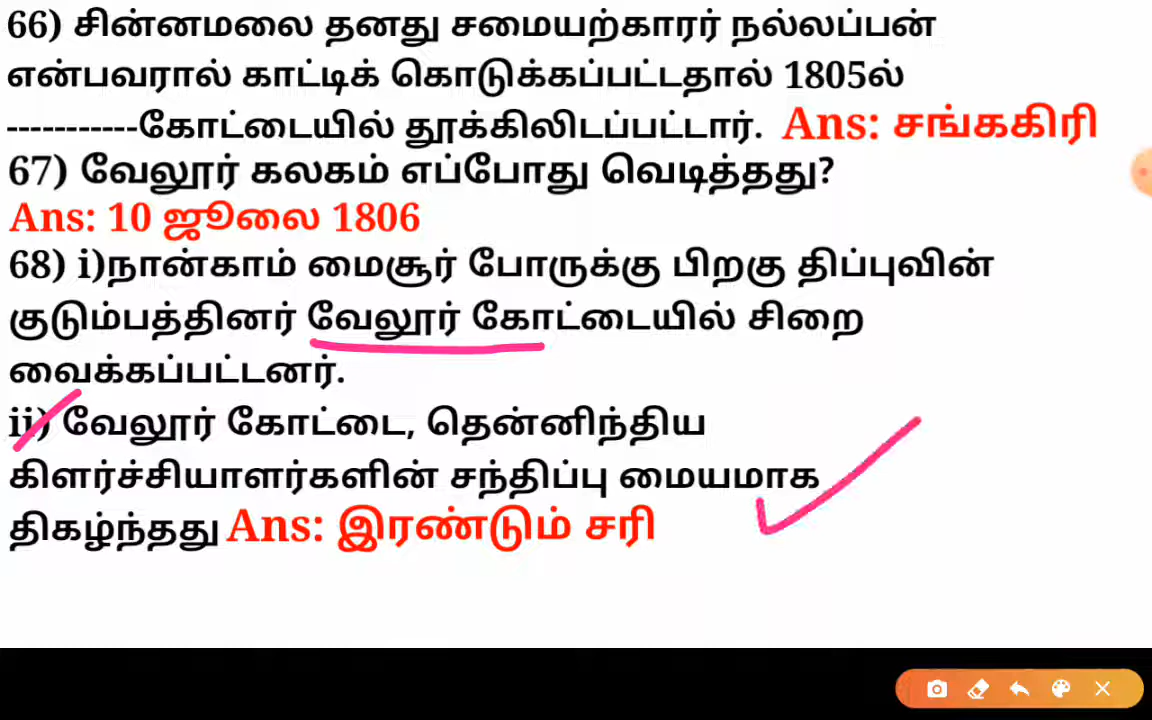 66) சின்னமலை தனது சமையற்காரர் நல்லப்பன்
என்பவரால் காட்டிக் கொடுக்கப்பட்டதால் 1805ல்
-----------கோட்டையில் தூக்கிலிடப்பட்டார். Ans: சங்ககிரி
67) வேலூர் கலகம் எப்போது வெடித்தது?
Ans: 10 ஜூலை 1806
68) i)நான்காம் மைசூர் போருக்கு பிறகு திப்புவின்
குடும்பத்தினர் வேலூர் கோட்டையில் சிறை
வைக்கப்பட்டனர்.
ii) வேலூர் கோட்டை, தென்னிந்திய
கிளர்ச்சியாளர்களின் சந்திப்பு மையமாக
திகழ்ந்தது Ans: இரண்டும் சரி